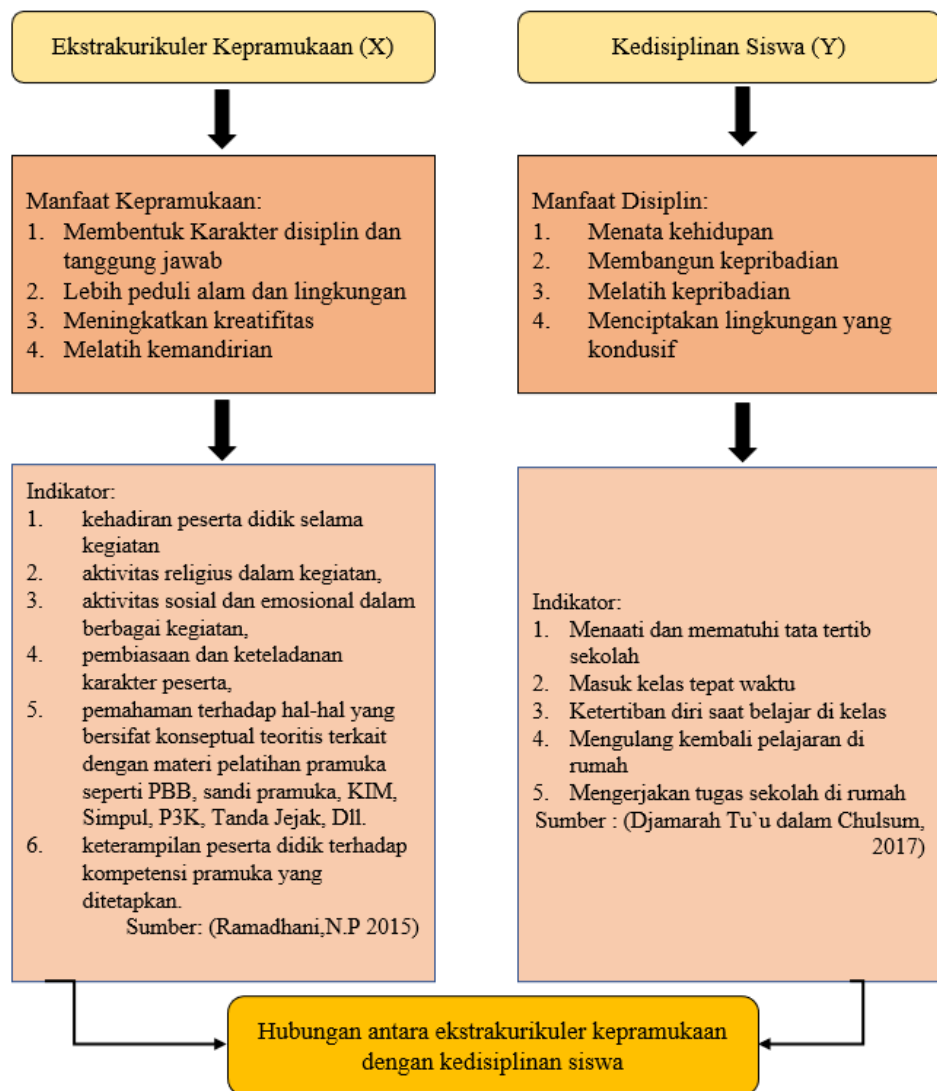 Ekstrakurikuler Kepramukaan (X)
Manfaat Kepramukaan:
1. Membentuk Karakter disiplin dan
tanggung jawab
2. Lebih peduli alam dan lingkungan
3. Meningkatkan kreatifitas
4. Melatih kemandirian
Indikator:
1. kehadiran peserta didik selama
kegiatan
2. aktivitas religius dalam kegiatan,
3. aktivitas sosial dan emosional dalam
berbagai kegiatan,
4. pembiasaan dan keteladanan
karakter peserta,
5. pemahaman terhadap hal-hal yang
bersifat konseptual teoritis terkait
dengan materi pelatihan pramuka
seperti PBB, sandi pramuka, KIM,
Simpul, P3K, Tanda Jejak, Dll.
6. keterampilan peserta didik terhadap
kompetensi pramuka yang
ditetapkan.
Sumber: (Ramadhani,N.P 2015)
Kedisiplinan Siswa (Y)
Manfaat Disiplin:
1. Menata kehidupan
2. Membangun kepribadian
3. Melatih kepribadian
4. Menciptakan lingkungan yang
kondusif
Indikator:
1. Menaati dan mematuhi tata tertib
sekolah
2. Masuk kelas tepat waktu
3. Ketertiban diri saat belajar di kelas
4. Mengulang kembali pelajaran di
rumah
5. Mengerjakan tugas sekolah di rumah
Sumber : (Djamarah Tu`u dalam Chulsum,
2017)
Hubungan antara ekstrakurikuler kepramukaan
dengan kedisiplinan siswa